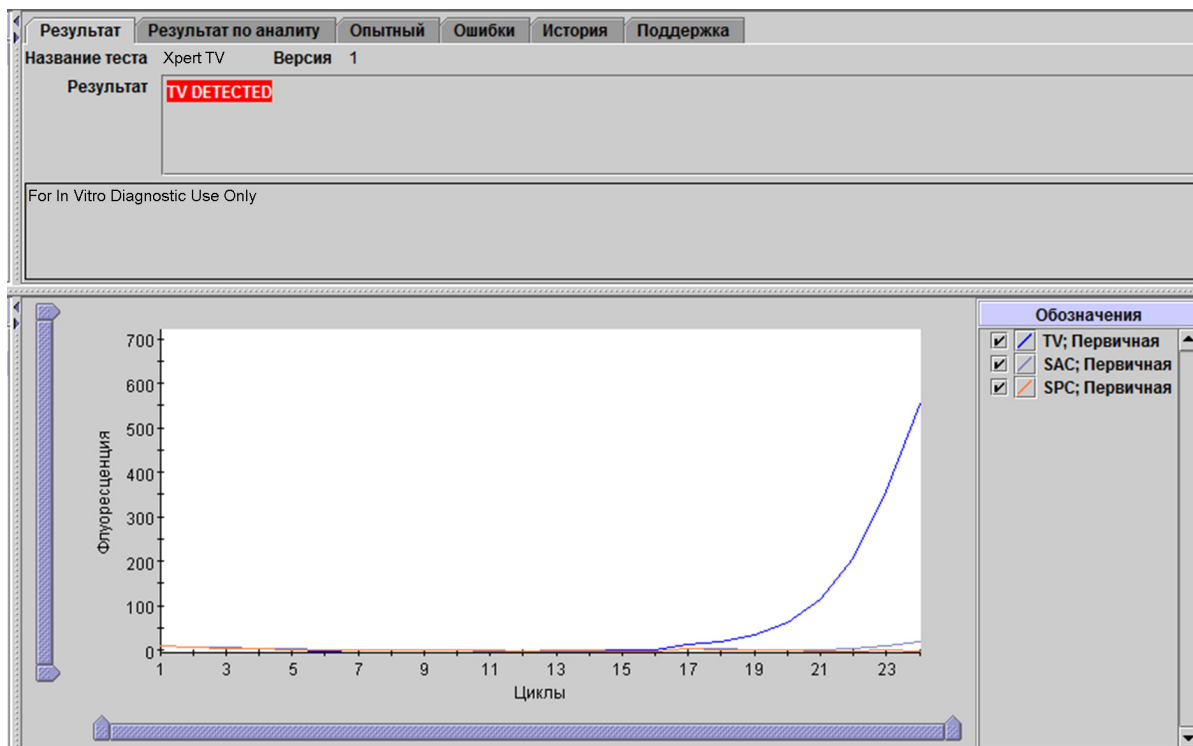 Результат Результат по аналиту Опытный Ошибки История Поддержка
Название теста Xpert TV Версия 1
Результат TV DETECTED
For In Vitro Diagnostic Use Only
Обозначения
TV; Первичная
SAC; Первичная
SPC; Первичная
700
600
500
400
300
200
100
0
Флуоресценция
1 3 5 7 9 11 13 15 17 19 21 23
Циклы